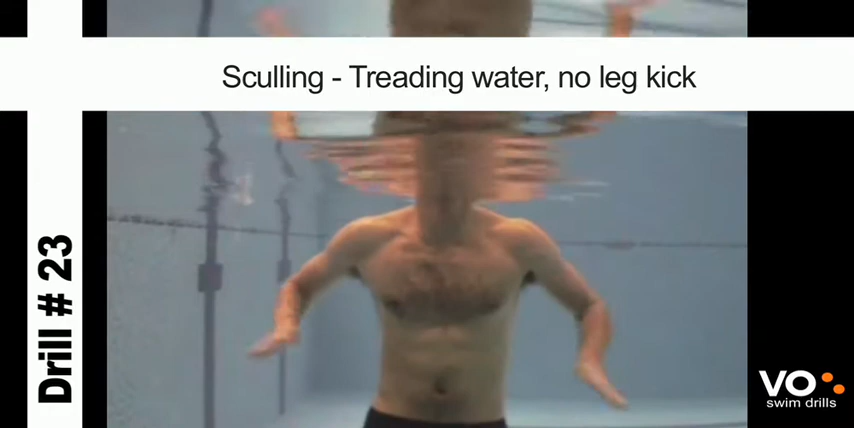 Sculling - Treading water, no leg kick
Drill # 23
VO
swim drills